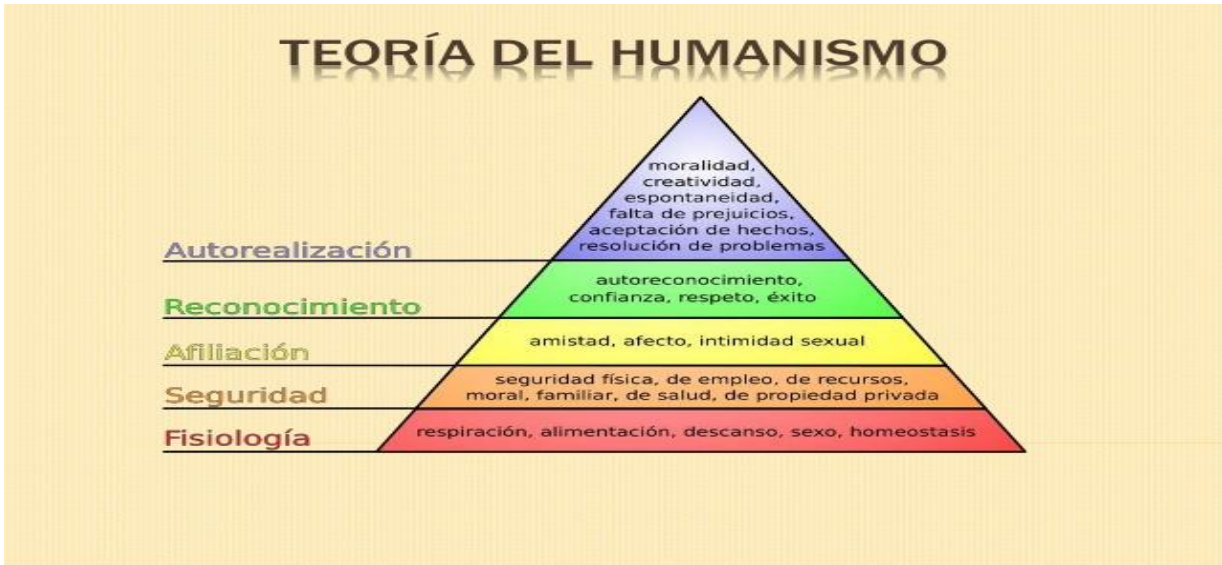 TEORÍA DEL HUMANISMO
moralidad,
creatividad,
espontaneidad,
falta de prejuicios,
aceptación de hechos,
resolución de problemas
Autorealización
autoreconocimiento,
confianza, respeto, éxito
Reconocimiento
amistad, afecto, intimidad sexual
Afiliación
seguridad física, de empleo, de recursos,
moral, familiar, de salud, de propiedad privada
Seguridad
respiración, alimentación, descanso, sexo, homeostasis
Fisiología